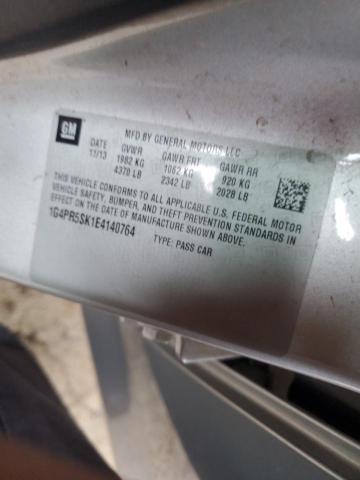 GM
MFD BY GENERAL MOTORS LLC
DATE GVWR GAWR FRT GAWR RR
11/13 1982 KG 1062 KG 920 KG
4370 LB 2342 LB 2028 LB
THIS VEHICLE CONFORMS TO ALL APPLICABLE U.S. FEDERAL MOTOR
VEHICLE SAFETY, BUMPER, AND THEFT PREVENTION STANDARDS IN
EFFECT ON THE DATE OF MANUFACTURE SHOWN ABOVE.
1G4PR5SK1E4140764 TYPE: PASS CAR